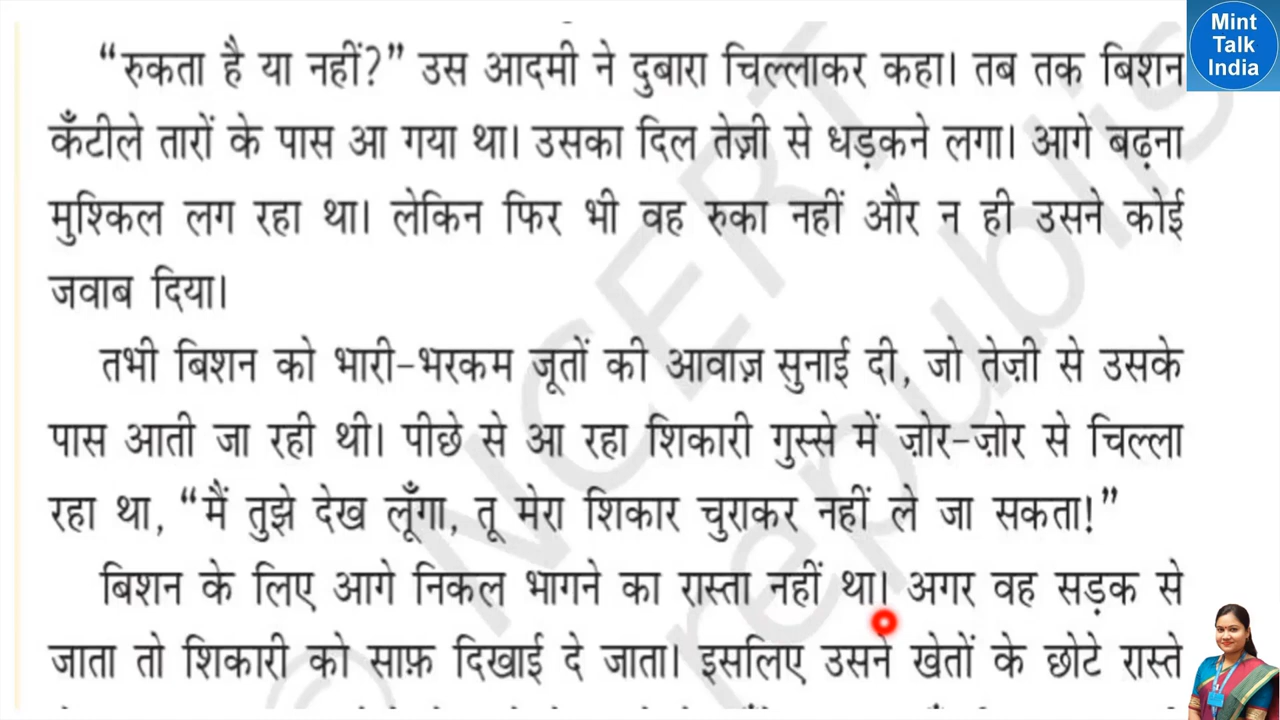 Mint
Talk
India
“रुकता है या नहीं?” उस आदमी ने दुबारा चिल्लाकर कहा। तब तक बिशन
कँटीले तारों के पास आ गया था। उसका दिल तेज़ी से धड़कने लगा। आगे बढ़ना
मुश्किल लग रहा था। लेकिन फिर भी वह रुका नहीं और न ही उसने कोई
जवाब दिया।
तभी बिशन को भारी-भरकम जूतों की आवाज़ सुनाई दी, जो तेज़ी से उसके
पास आती जा रही थी। पीछे से आ रहा शिकारी गुस्से में ज़ोर-ज़ोर से चिल्ला
रहा था, “मैं तुझे देख लूँगा, तू मेरा शिकार चुराकर नहीं ले जा सकता!”
बिशन के लिए आगे निकल भागने का रास्ता नहीं था। अगर वह सड़क से
जाता तो शिकारी को साफ़ दिखाई दे जाता। इसलिए उसने खेतों के छोटे रास्ते
© NCERT
republis